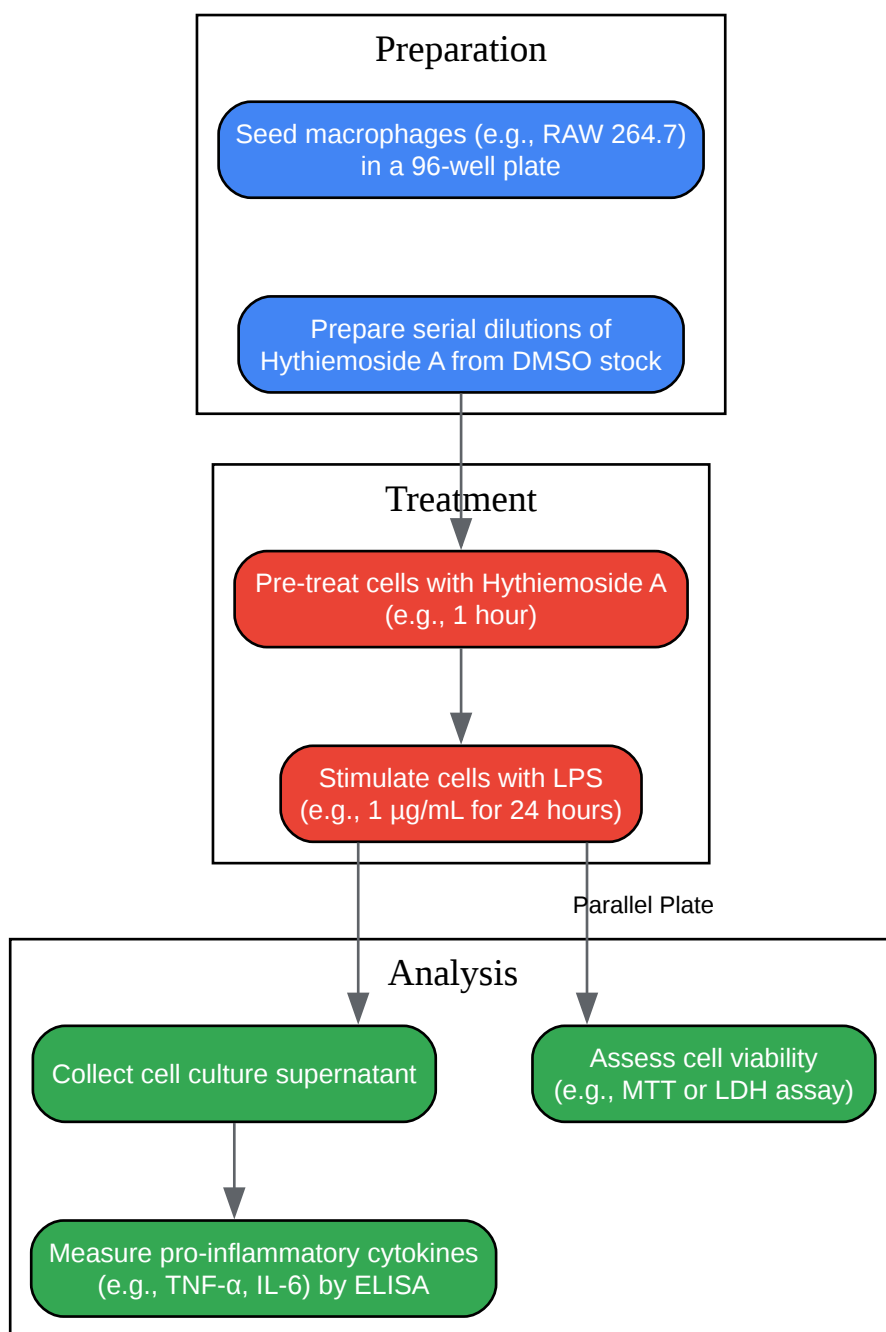 Preparation
Seed macrophages (e.g., RAW 264.7)
in a 96-well plate
Prepare serial dilutions of
Hythiemoside A from DMSO stock
Treatment
Pre-treat cells with Hythiemoside A
(e.g., 1 hour)
Stimulate cells with LPS
(e.g., 1 µg/mL for 24 hours)
Parallel Plate
Analysis
Collect cell culture supernatant
Assess cell viability
(e.g., MTT or LDH assay)
Measure pro-inflammatory cytokines
(e.g., TNF-α, IL-6) by ELISA